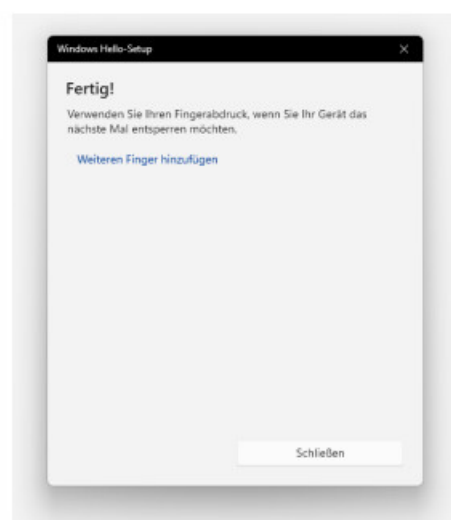 Windows Hello-Setup
Fertig!
Verwenden Sie Ihren Fingerabdruck, wenn Sie Ihr Gerät das
nächste Mal entsperren möchten.
Weiteren Finger hinzufügen
Schließen